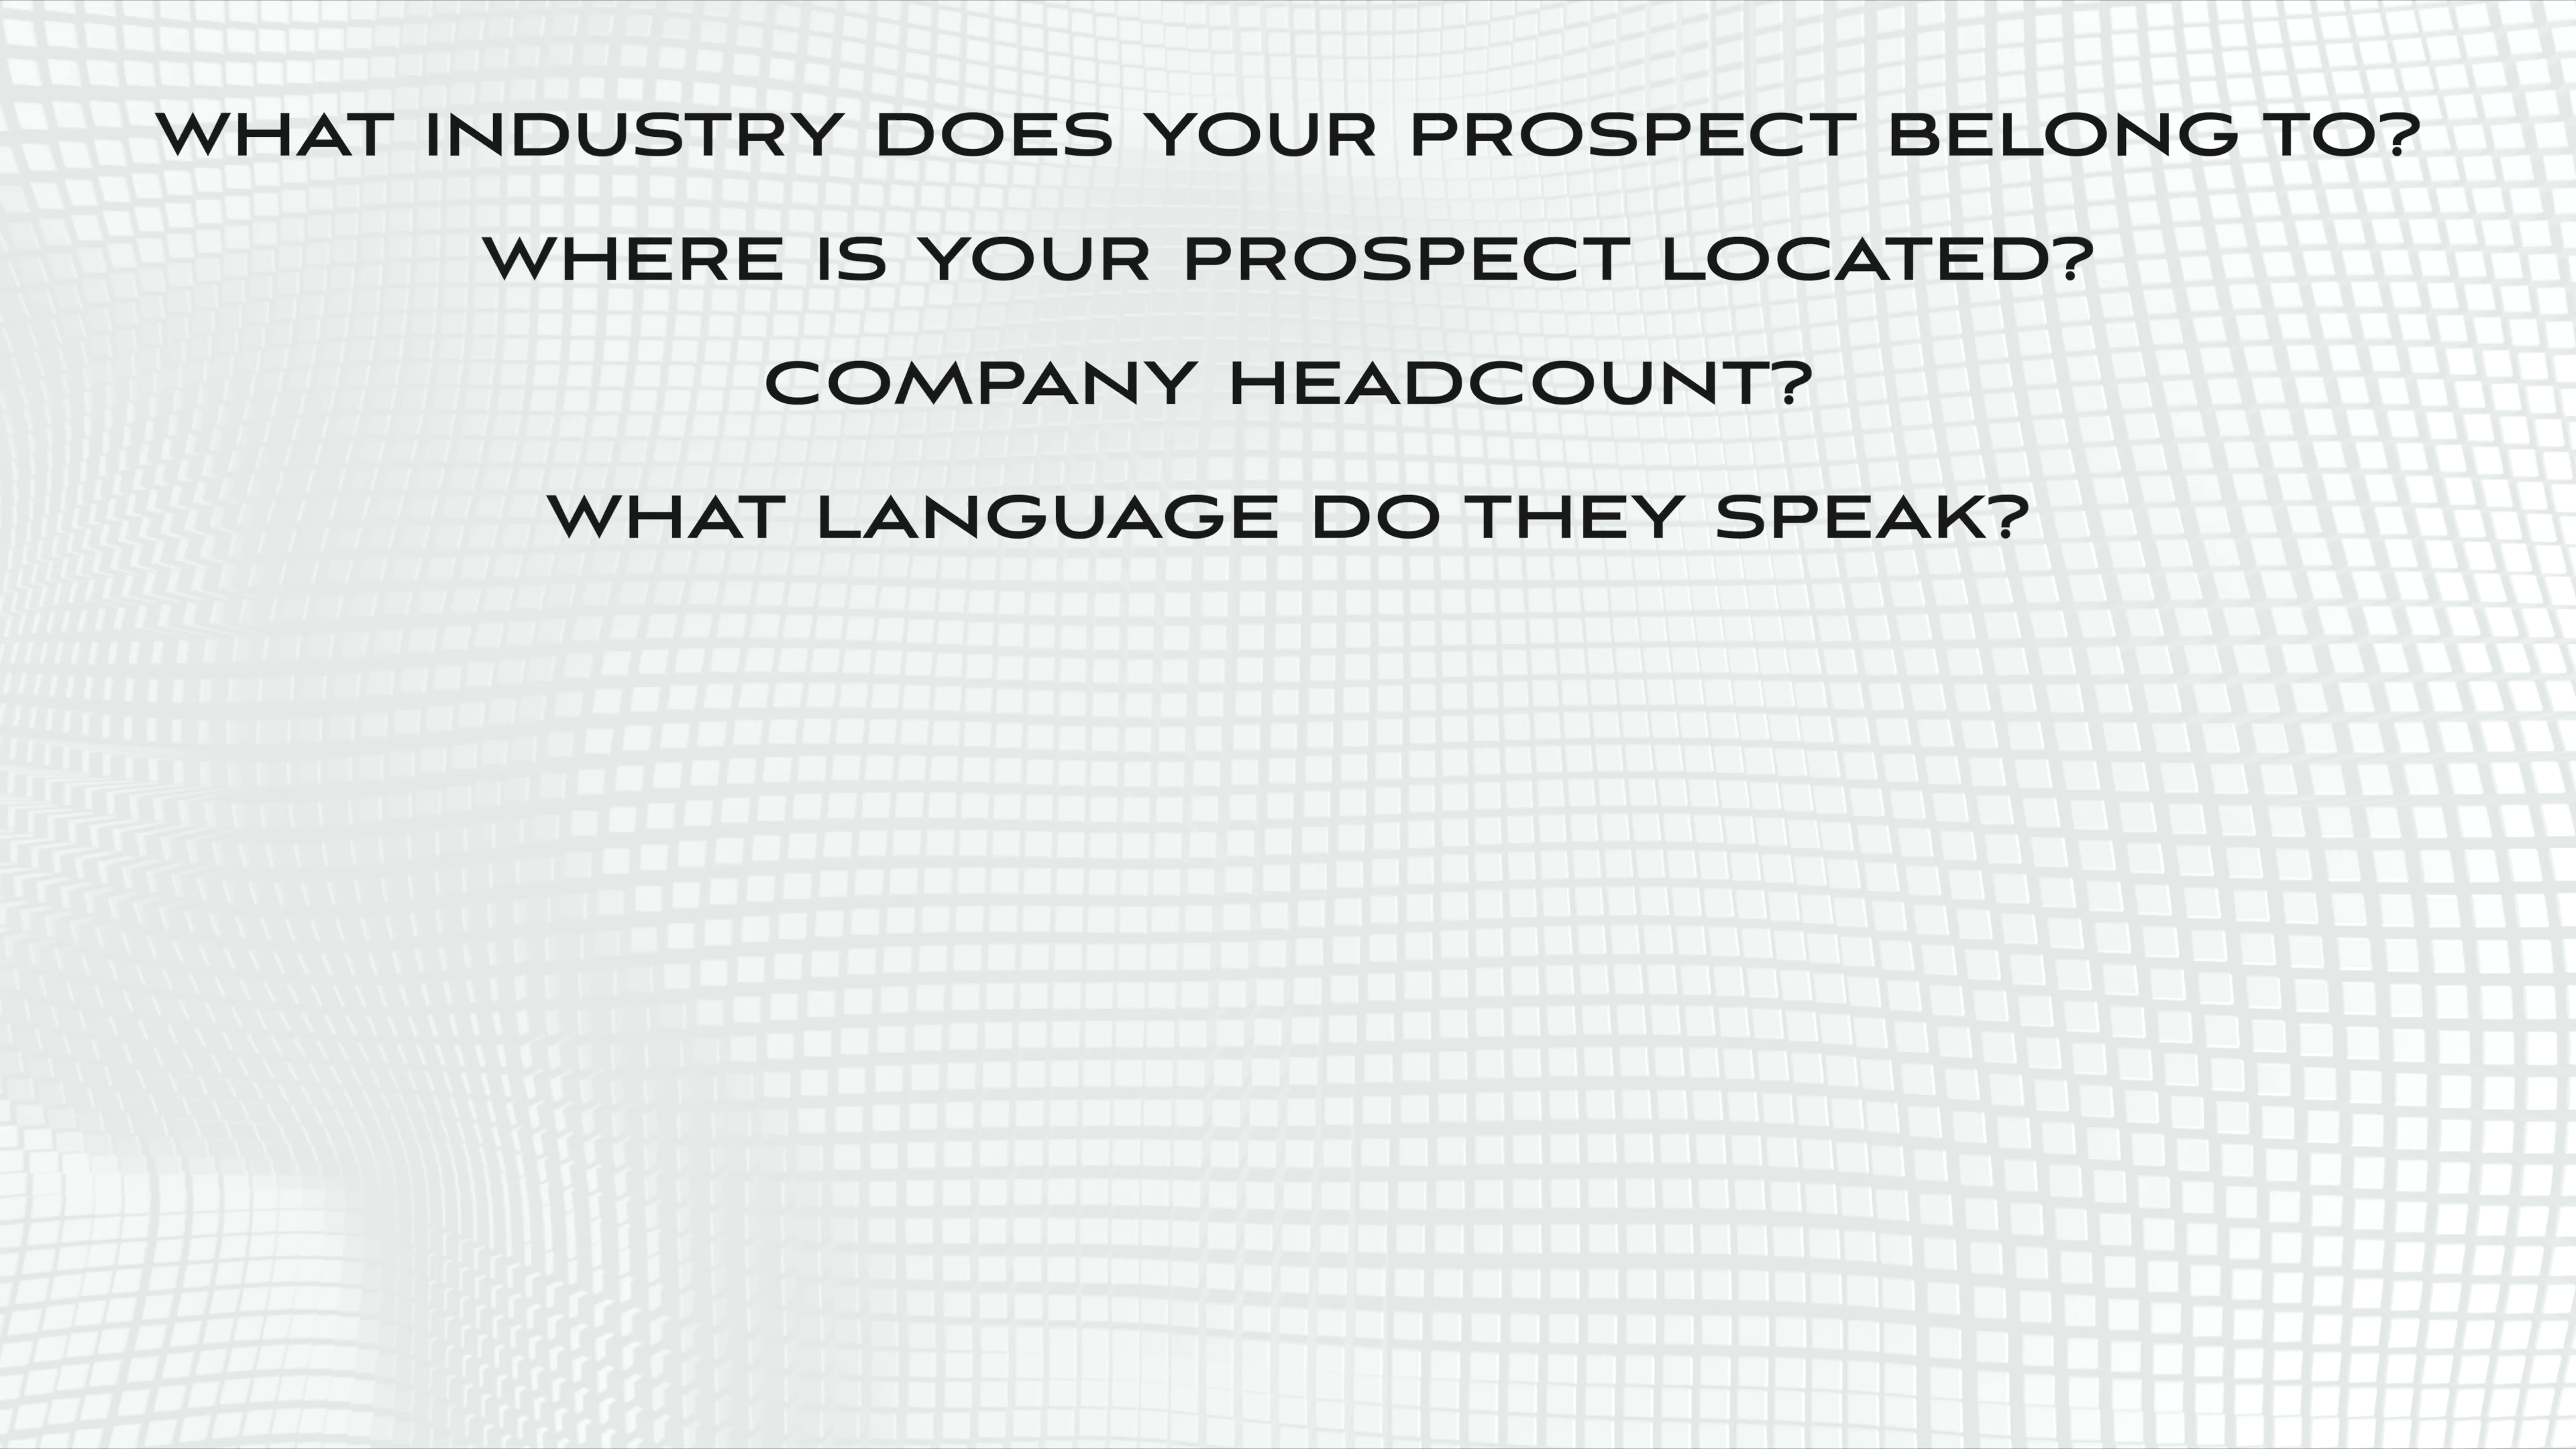 WHAT INDUSTRY DOES YOUR PROSPECT BELONG TO?
WHERE IS YOUR PROSPECT LOCATED?
COMPANY HEADCOUNT?
WHAT LANGUAGE DO THEY SPEAK?